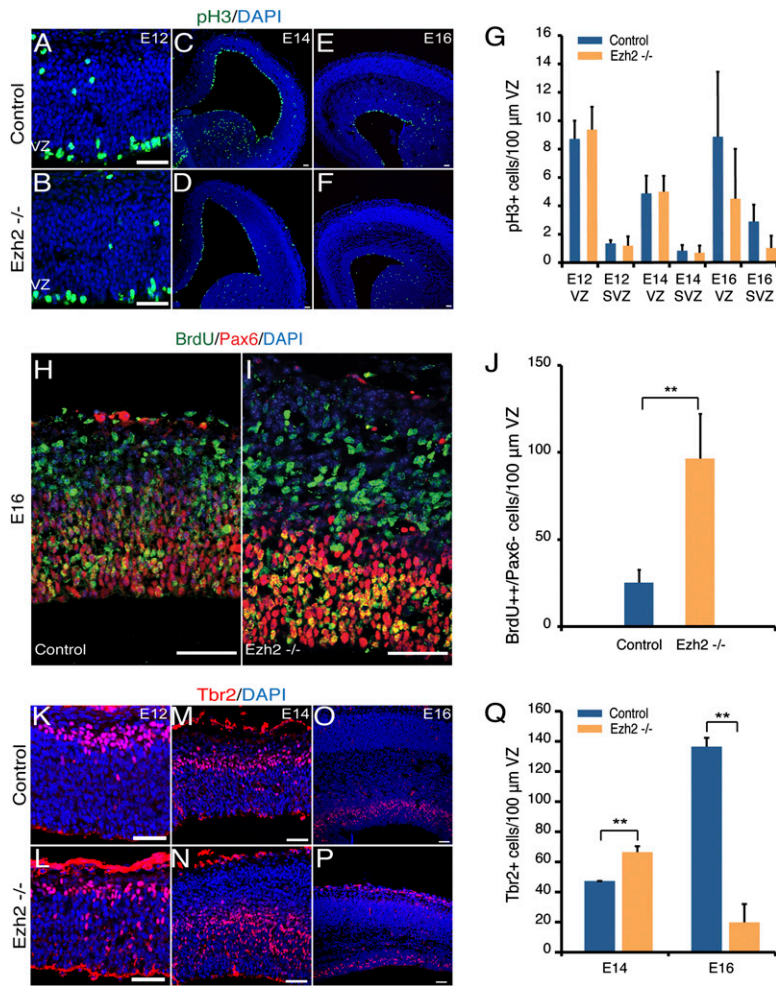 pH3/DAPI
A
E12
C
E14
E
E16
Control
VZ
B
D
F
Ezh2 -/-
VZ
G
Control
Ezh2 -/-
pH3+ cells/100 µm VZ
16
14
12
10
8
6
4
2
0
E12 E12 E14 E14 E16 E16
VZ SVZ VZ SVZ VZ SVZ
BrdU/Pax6/DAPI
H
I
E16
Control
Ezh2 -/-
J
BrdU++/Pax6- cells/100 µm VZ
150
100
50
0
**
Control Ezh2 -/-
Tbr2/DAPI
K
E12
M
E14
O
E16
Control
L
N
P
Ezh2 -/-
Q
Control
Ezh2 -/-
Tbr2+ cells/100 µm VZ
160
140
120
100
80
60
40
20
0
**
**
E14 E16